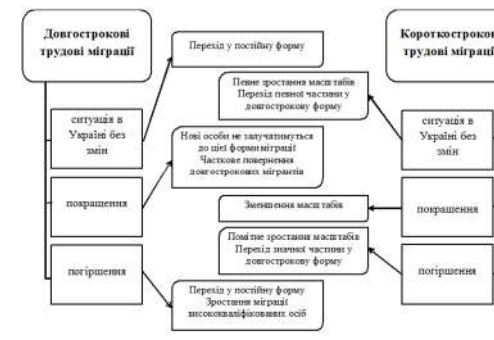 Довгострокові
трудові міграції
ситуація в
Україні без
змін
покращення
погіршення
Перехід у постійну форму
Певне зростання масштабів
Перехід певної частини у
довгострокову форму
Нові особи не залучатимуться
до цієї форми міграції
Часткове повернення
довгострокових мігрантів
Зменшення масштабів
Помітне зростання масштабів
Перехід значної частини у
довгострокову форму
Перехід у постійну форму
Зростання міграції
висококваліфікованих осіб
Короткостроков
трудові міграці
ситуація в
Україні без
змін
покращення
погіршення